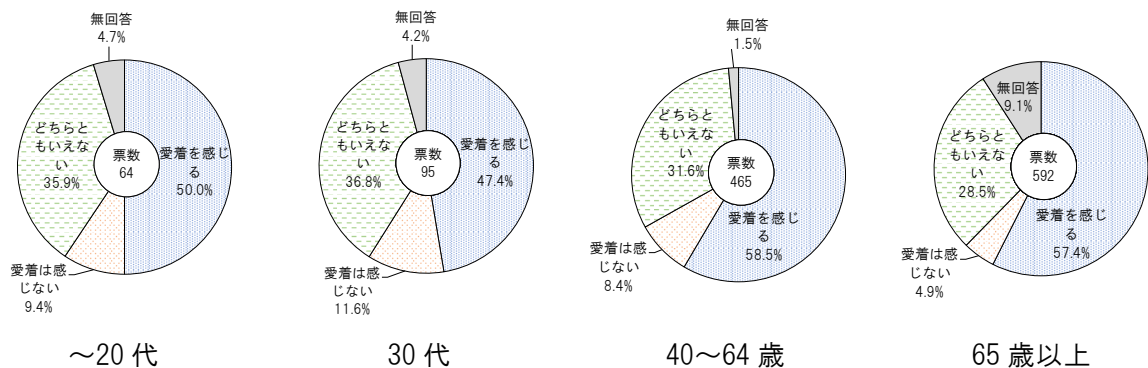 無回答
4.7%
どちらと
もいえな
い
35.9%
票数
64
愛着を感じ
る
50.0%
愛着は感
じない
9.4%
～20 代
無回答
4.2%
どちらと
もいえな
い
36.8%
票数
95
愛着を感じ
る
47.4%
愛着は感
じない
11.6%
30 代
無回答
1.5%
どちらと
もいえな
い
31.6%
票数
465
愛着を感じ
る
58.5%
愛着は感
じない
8.4%
40～64 歳
無回答
9.1%
どちらと
もいえな
い
28.5%
票数
592
愛着を感じ
る
57.4%
愛着は感
じない
4.9%
65 歳以上